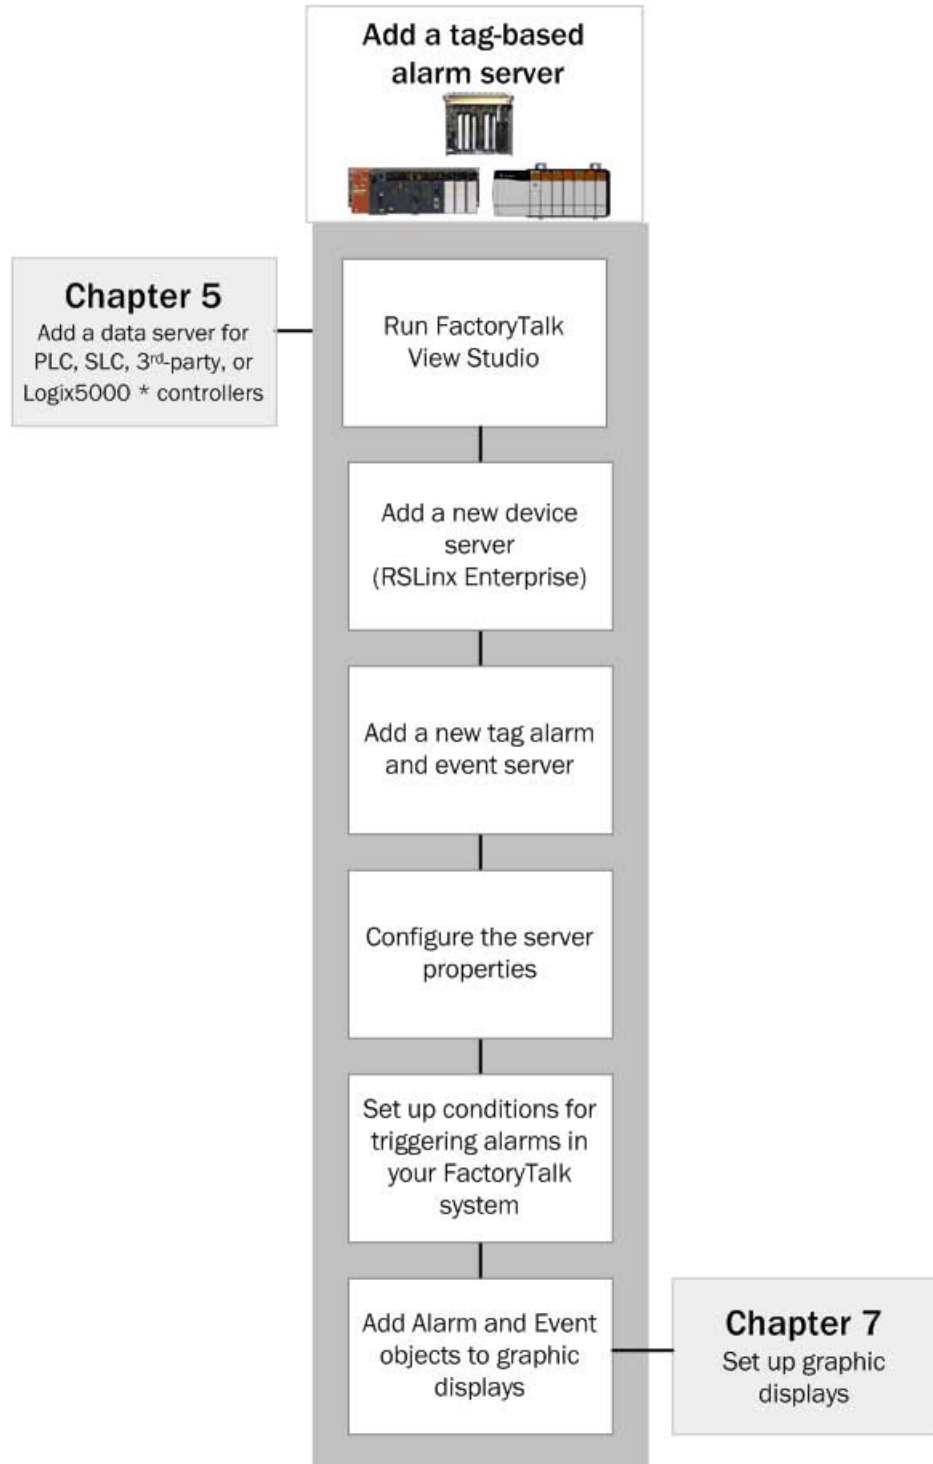 Add a tag-based
alarm server
Chapter 5
Add a data server for
PLC, SLC, 3rd-party, or
Logix5000 * controllers
Run FactoryTalk
View Studio
Add a new device
server
(RSLinx Enterprise)
Add a new tag alarm
and event server
Configure the server
properties
Set up conditions for
triggering alarms in
your FactoryTalk
system
Add Alarm and Event
objects to graphic
displays
Chapter 7
Set up graphic
displays